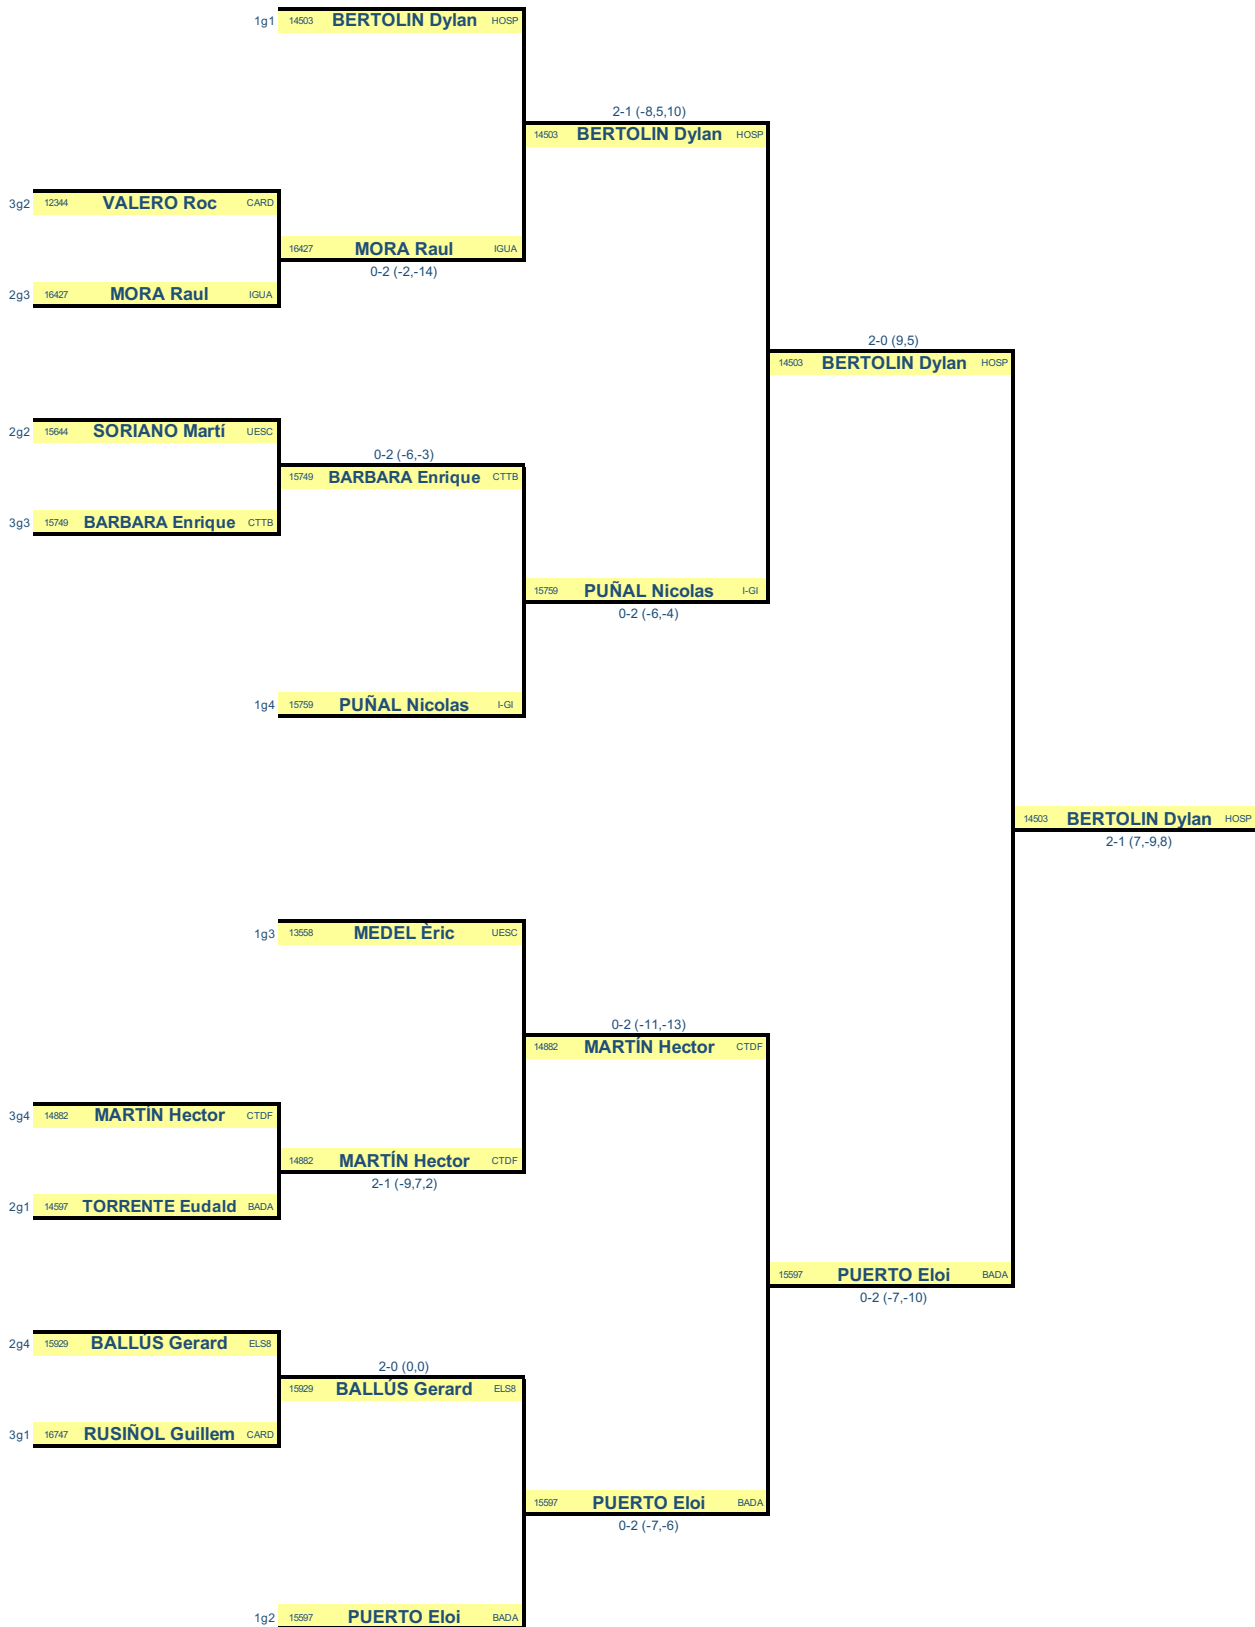 1g1 14503 BERTOLIN Dylan HOSP
2-1 (-8,5,10)
14503 BERTOLIN Dylan HOSP
3g2 12344 VALERO Roc CARD
16427 MORA Raul IGUA
0-2 (-2,-14)
2g3 16427 MORA Raul IGUA
2-0 (9,5)
14503 BERTOLIN Dylan HOSP
2g2 15644 SORIANO Martí UESC
0-2 (-6,-3)
15749 BARBARA Enrique CTTB
3g3 15749 BARBARA Enrique CTTB
15759 PUÑAL Nicolas I-GI
0-2 (-6,-4)
1g4 15759 PUÑAL Nicolas I-GI
14503 BERTOLIN Dylan HOSP
2-1 (7,-9,8)
1g3 13558 MEDEL Èric UESC
0-2 (-11,-13)
14882 MARTÍN Hector CTDF
3g4 14882 MARTÍN Hector CTDF
14882 MARTÍN Hector CTDF
2-1 (-9,7,2)
2g1 14597 TORRENTE Eudald BADA
15597 PUERTO Eloi BADA
0-2 (-7,-10)
2g4 15929 BALLÚS Gerard ELS8
2-0 (0,0)
15929 BALLÚS Gerard ELS8
3g1 16747 RUSIÑOL Guillem CARD
15597 PUERTO Eloi BADA
0-2 (-7,-6)
1g2 15597 PUERTO Eloi BADA